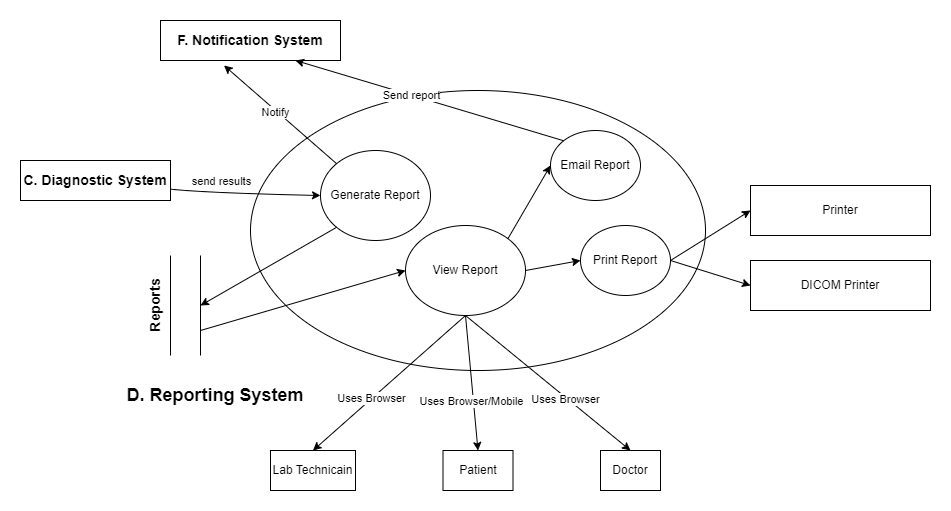 F. Notification System
Send report
Notify
Email Report
C. Diagnostic System
send results
Generate Report
Printer
View Report
Print Report
DICOM Printer
Reports
D. Reporting System
Uses Browser
Uses Browser/Mobile
Uses Browser
Lab Technicain
Patient
Doctor